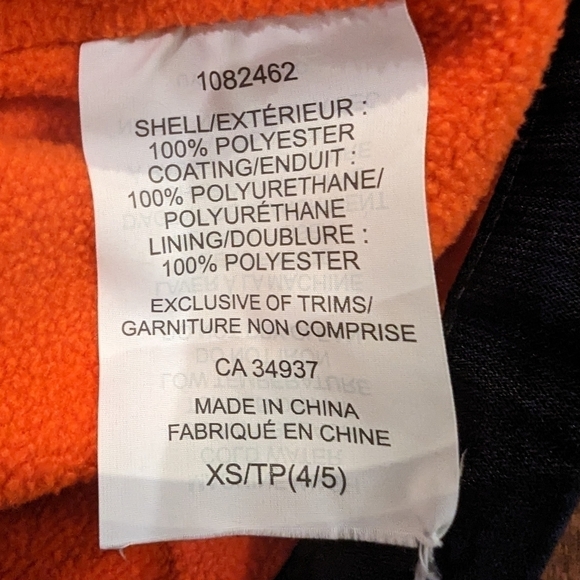 1082462
SHELL/EXTÉRIEUR :
100% POLYESTER
COATING/ENDUIT :
100% POLYURETHANE/
POLYURÉTHANE
LINING/DOUBLURE :
100% POLYESTER
EXCLUSIVE OF TRIMS/
GARNITURE NON COMPRISE
CA 34937
MADE IN CHINA
FABRIQUÉ EN CHINE
XS/TP(4/5)